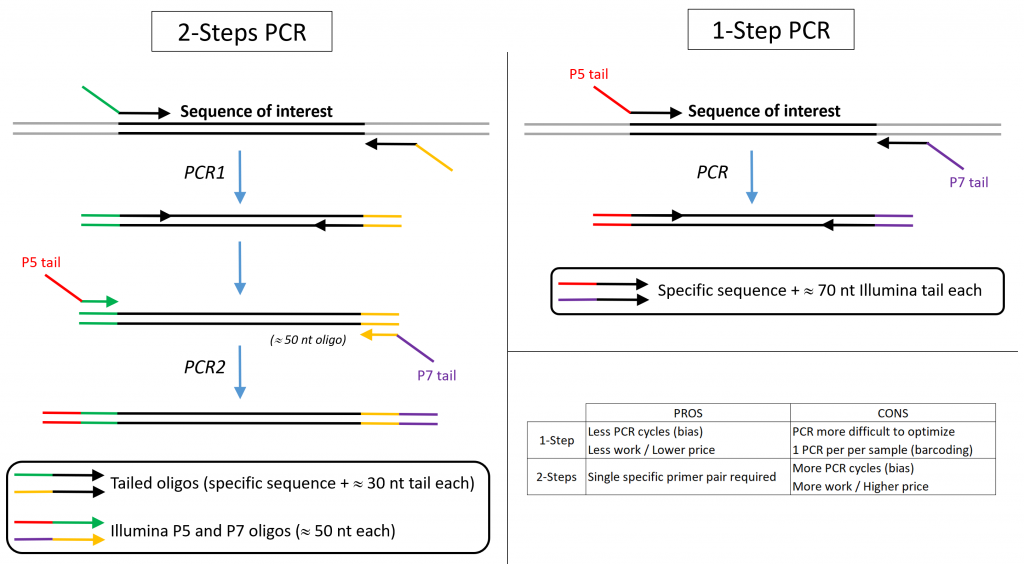 2-Steps PCR
Sequence of interest
PCR1
P5 tail
(≈ 50 nt oligo)
PCR2
P7 tail
Tailed oligos (specific sequence + ≈ 30 nt tail each)
Illumina P5 and P7 oligos (≈ 50 nt each)
1-Step PCR
P5 tail
Sequence of interest
PCR
P7 tail
Specific sequence + ≈ 70 nt Illumina tail each
PROS CONS
1-Step
Less PCR cycles (bias)
Less work / Lower price
PCR more difficult to optimize
1 PCR per per sample (barcoding)
2-Steps
Single specific primer pair required
More PCR cycles (bias)
More work / Higher price